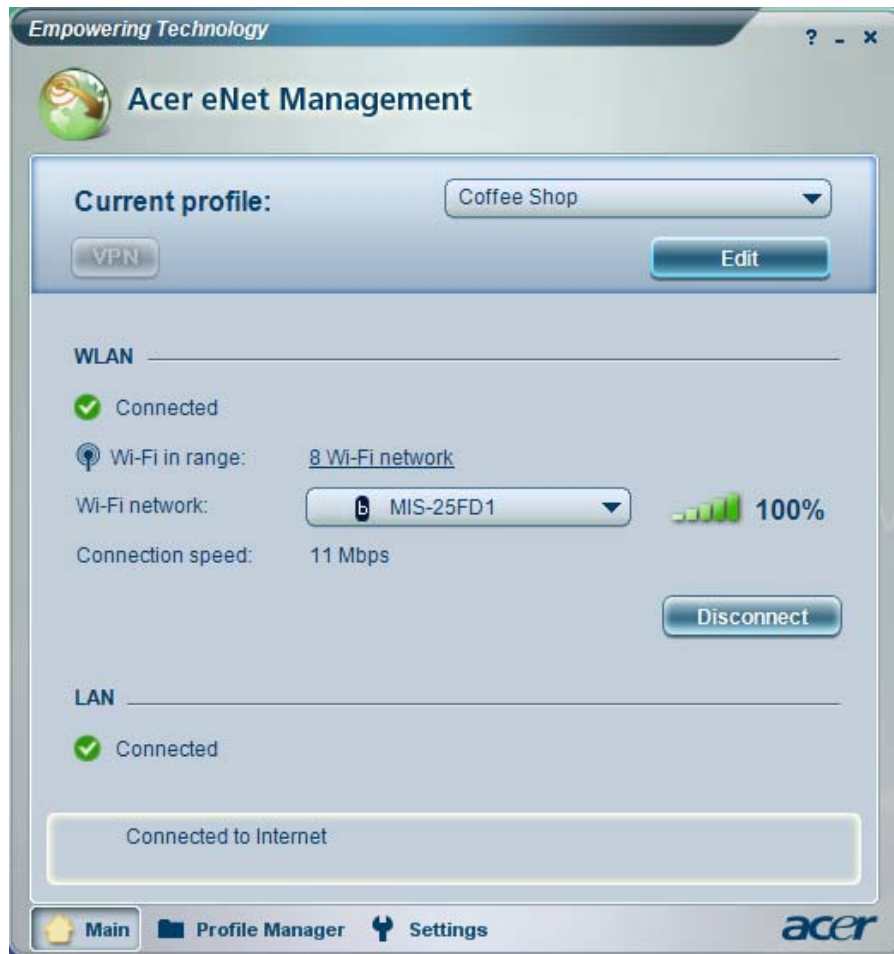 Empowering Technology
? - x
Acer eNet Management
Current profile:
Coffee Shop
VPN
Edit
WLAN
Connected
Wi-Fi in range:
8 Wi-Fi network
Wi-Fi network:
b MIS-25FD1
100%
Connection speed:
11 Mbps
Disconnect
LAN
Connected
Connected to Internet
Main
Profile Manager
Settings
acer